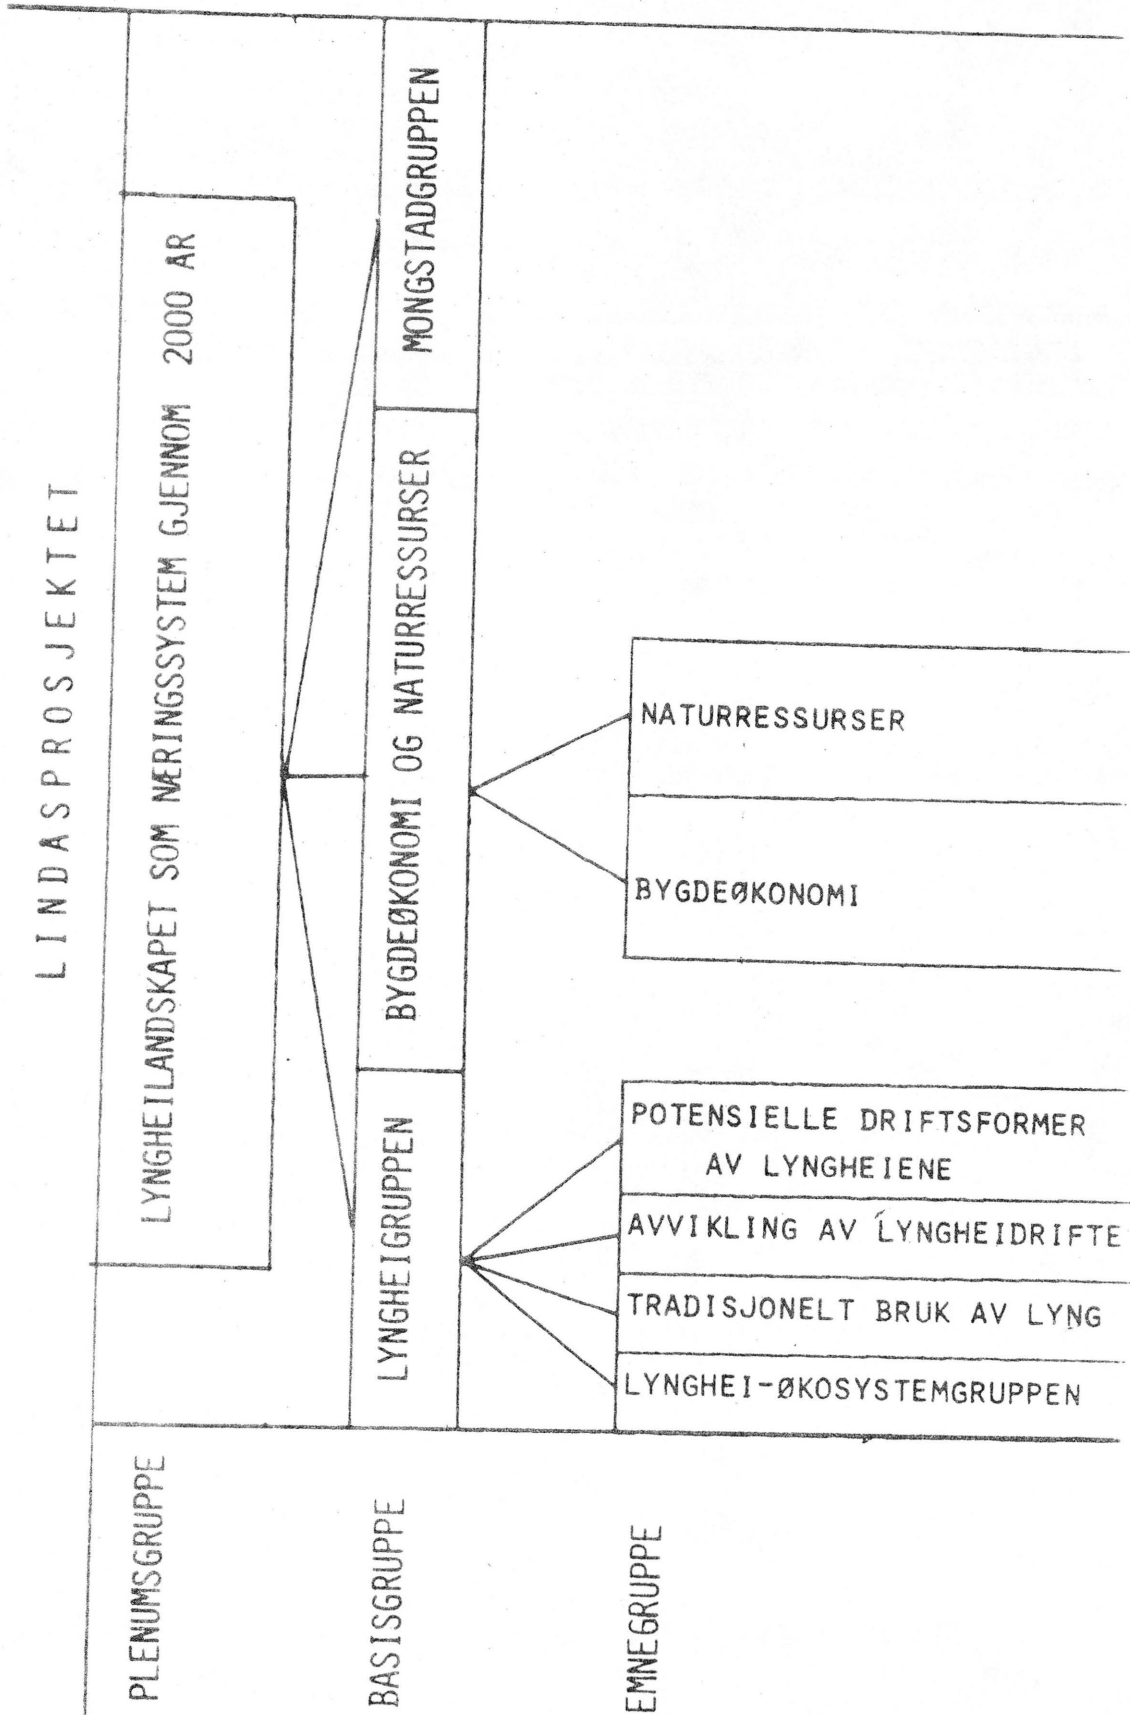 LINDASPROSJEKTET
PLENUMSGRUPPE
LYNGHEILANDSKAPET SOM NÆRINGSSYSTEM GJENNOM 2000 ÅR
BASISGRUPPE
LYNGHEIGRUPPEN
BYGDEØKONOMI OG NATURRESSURSER
MONGSTADGRUPPEN
EMNEGRUPPE
NATURRESSURSER
BYGDEØKONOMI
POTENSIELLE DRIFTSFORMER
AV LYNGHEIENE
AVVIKLING AV LYNGHEIDRIFTE
TRADISJONELT BRUK AV LYNG
LYNGHEI-ØKOSYSTEMGRUPPEN